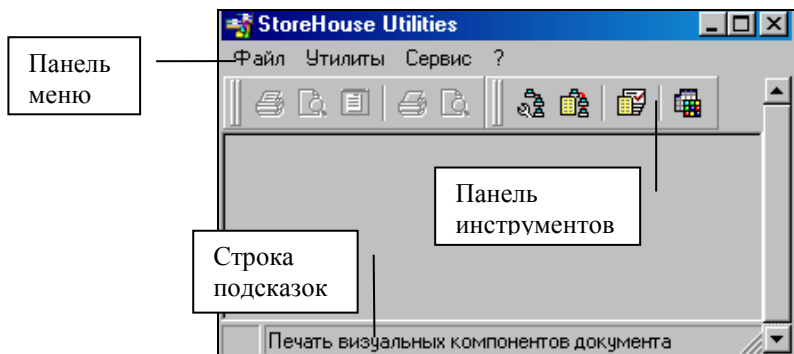 StoreHouse Utilities
Файл Утилиты Сервис ?
Панель
меню
Панель
инструментов
Строка
подсказок
Печать визуальных компонентов документа